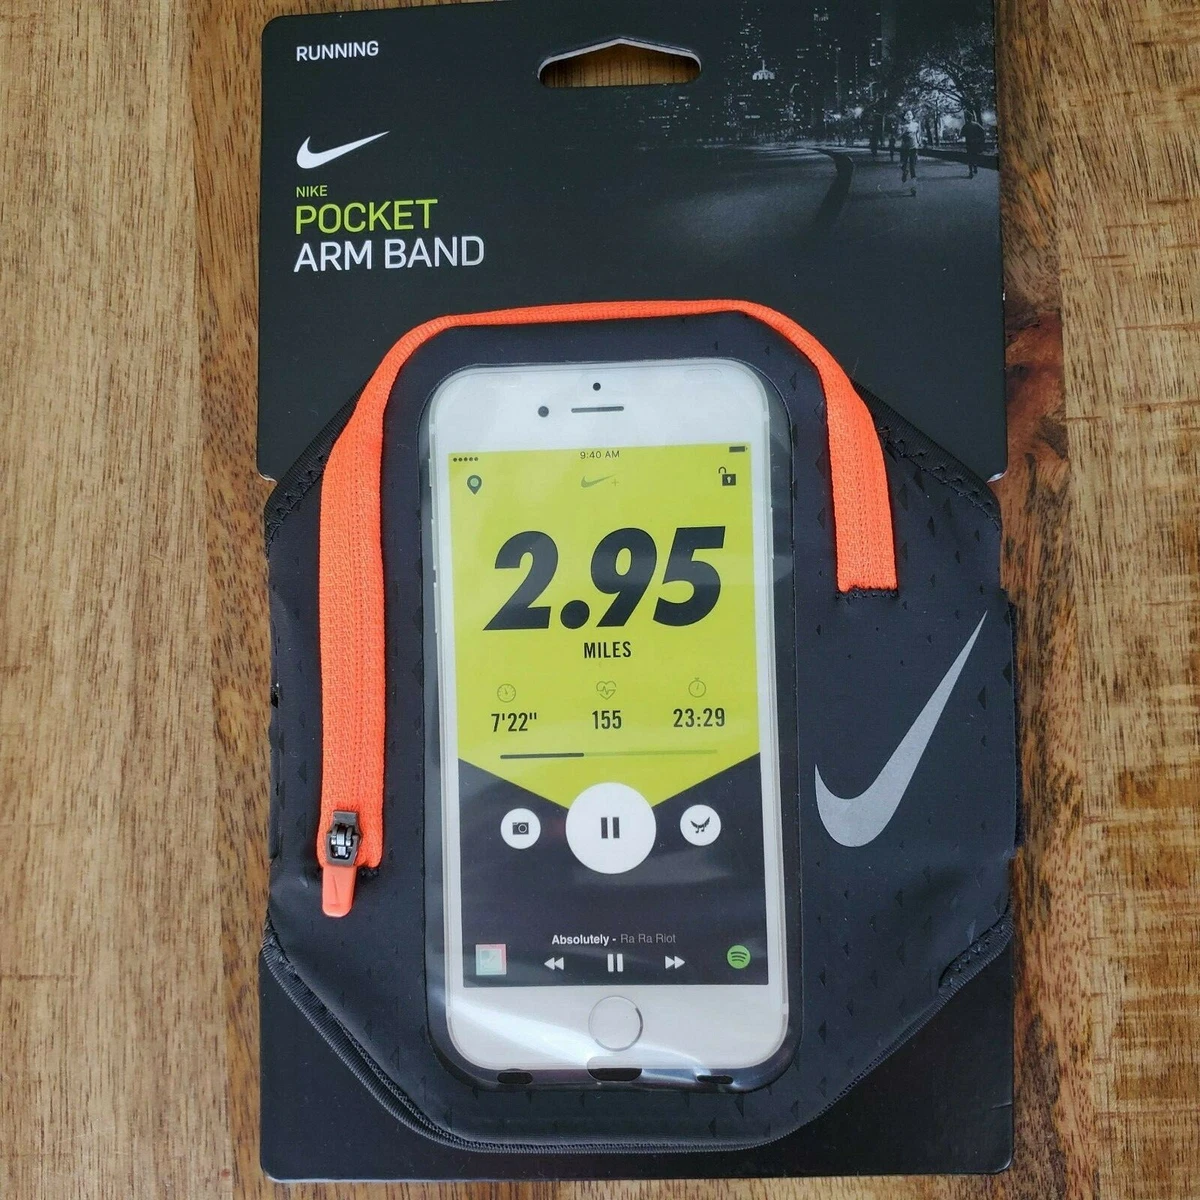 RUNNING
NIKE
POCKET
ARM BAND
9:40 AM
+
2.95
MILES
7'22" 155 23:29
Absolutely - Ra Ra Riot